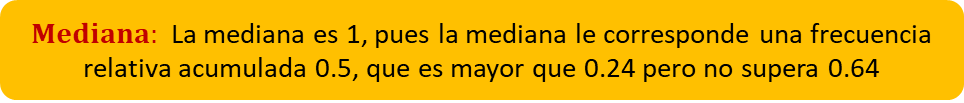 Mediana: La mediana es 1, pues la mediana le corresponde una frecuencia
relativa acumulada 0.5, que es mayor que 0.24 pero no supera 0.64